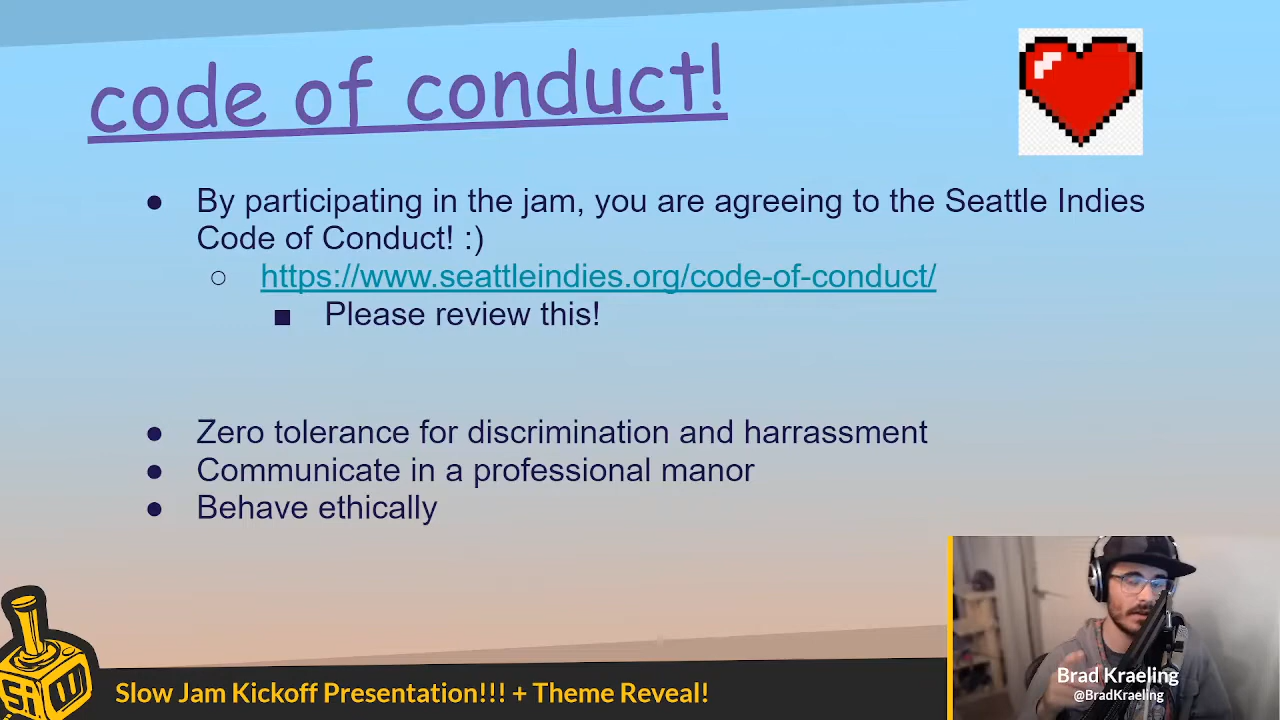 code of conduct!
● By participating in the jam, you are agreeing to the Seattle Indies
Code of Conduct! :)
○ https://www.seattleindies.org/code-of-conduct/
■ Please review this!
● Zero tolerance for discrimination and harrassment
● Communicate in a professional manor
● Behave ethically
Brad Kraeling
@BradKraeling
Slow Jam Kickoff Presentation!!! + Theme Reveal!